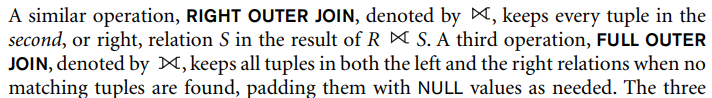 A similar operation, RIGHT OUTER JOIN, denoted by ⟖, keeps every tuple in the
second, or right, relation S in the result of R ⟖ S. A third operation, FULL OUTER
JOIN, denoted by ⟗, keeps all tuples in both the left and the right relations when no
matching tuples are found, padding them with NULL values as needed. The three